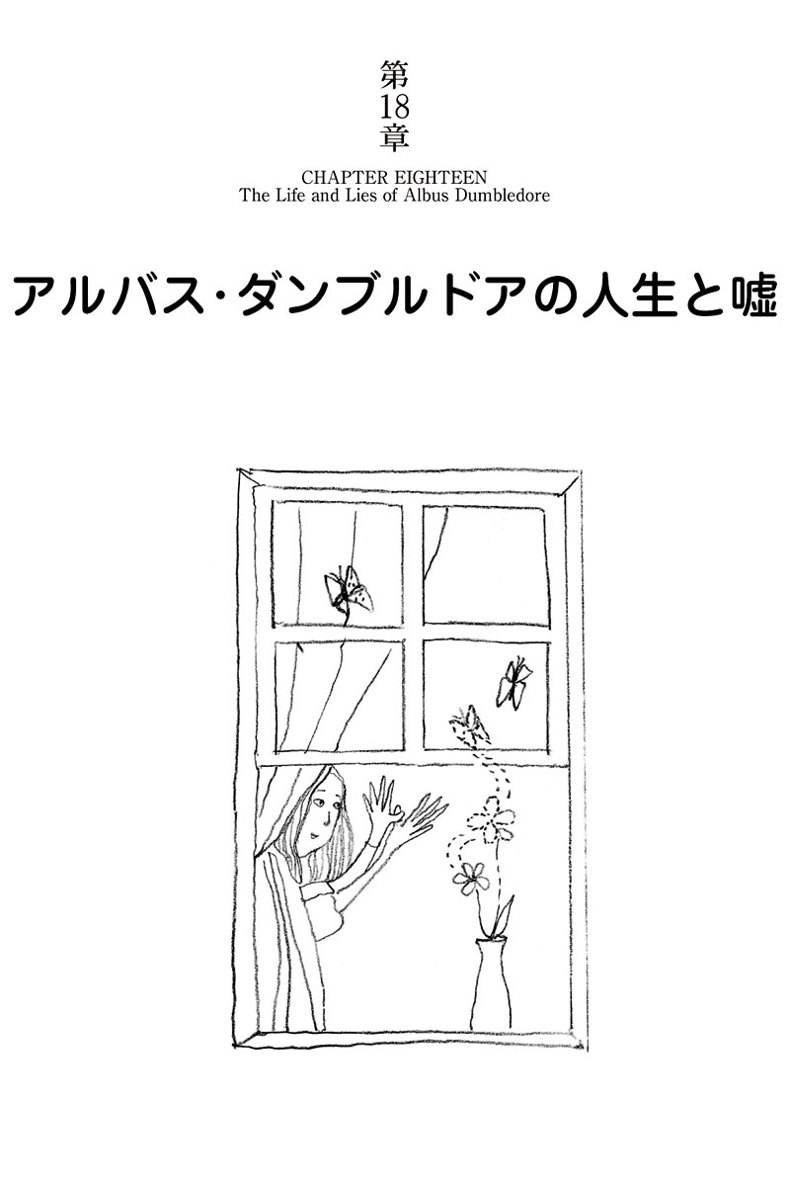 第
18
章
CHAPTER EIGHTEEN
The Life and Lies of Albus Dumbledore
アルバス・ダンブルドアの人生と嘘